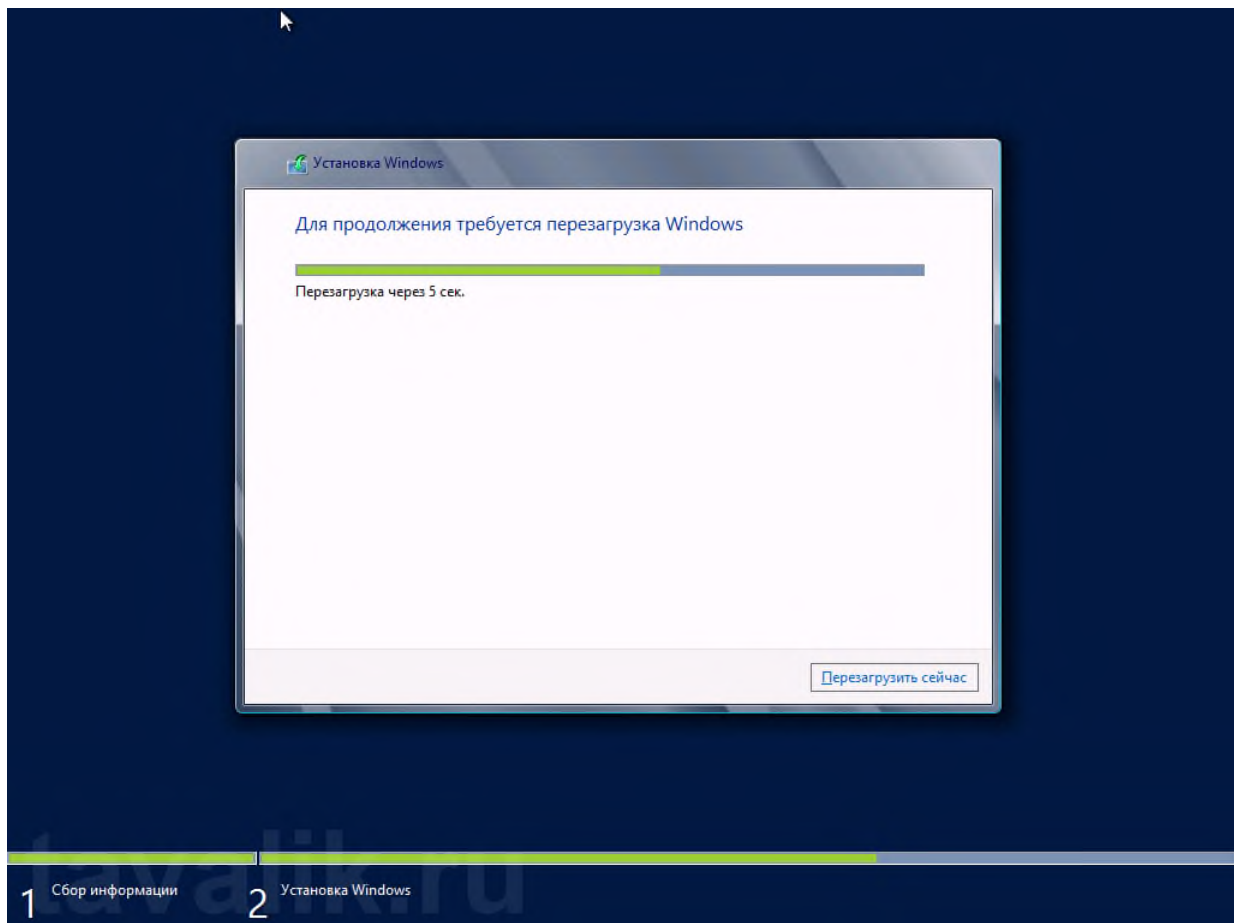 Установка Windows
Для продолжения требуется перезагрузка Windows
Перезагрузка через 5 сек.
Перезагрузить сейчас
tavalik.ru
1 Сбор информации
2 Установка Windows